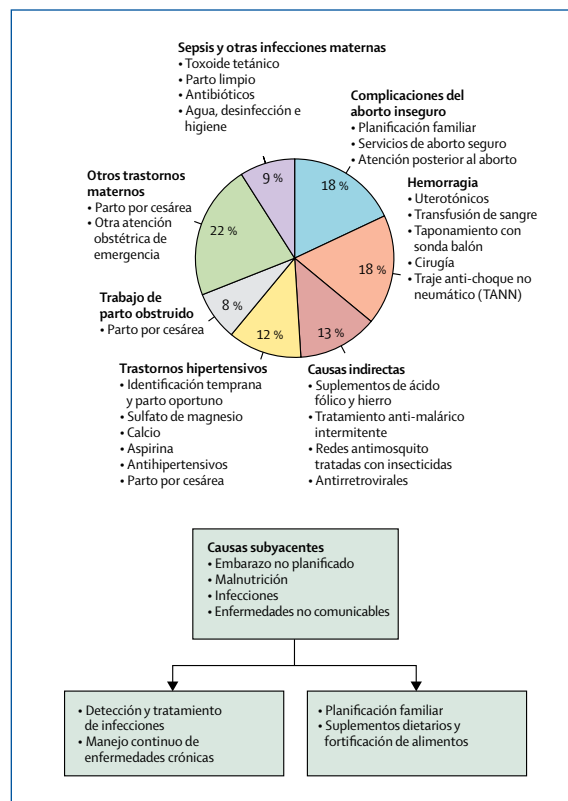 Sepsis y otras infecciones maternas
• Toxoide tetánico
• Parto limpio
• Antibióticos
• Agua, desinfección e
higiene
Complicaciones del
aborto inseguro
• Planificación familiar
• Servicios de aborto seguro
• Atención posterior al aborto
Hemorragia
• Uterotónicos
• Transfusión de sangre
• Taponamiento con
sonda balón
• Cirugía
• Traje anti-choque no
neumático (TANN)
Otros trastornos
maternos
• Parto por cesárea
• Otra atención
obstétrica de
emergencia
9 %
18 %
22 %
18 %
8 %
12 %
13 %
Trabajo de
parto obstruido
• Parto por cesárea
Trastornos hipertensivos
• Identificación temprana
y parto oportuno
• Sulfato de magnesio
• Calcio
• Aspirina
• Antihipertensivos
• Parto por cesárea
Causas indirectas
• Suplementos de ácido
fólico y hierro
• Tratamiento anti-malárico
intermitente
• Redes antimosquito
tratadas con insecticidas
• Antirretrovirales
Causas subyacentes
• Embarazo no planificado
• Malnutrición
• Infecciones
• Enfermedades no comunicables
• Detección y tratamiento
de infecciones
• Manejo continuo de
enfermedades crónicas
• Planificación familiar
• Suplementos dietarios y
fortificación de alimentos